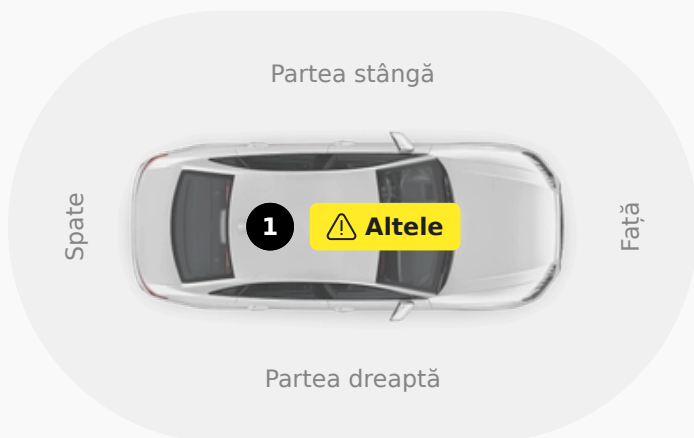 Partea stângă
Spate
1
Altele
Față
Partea dreaptă